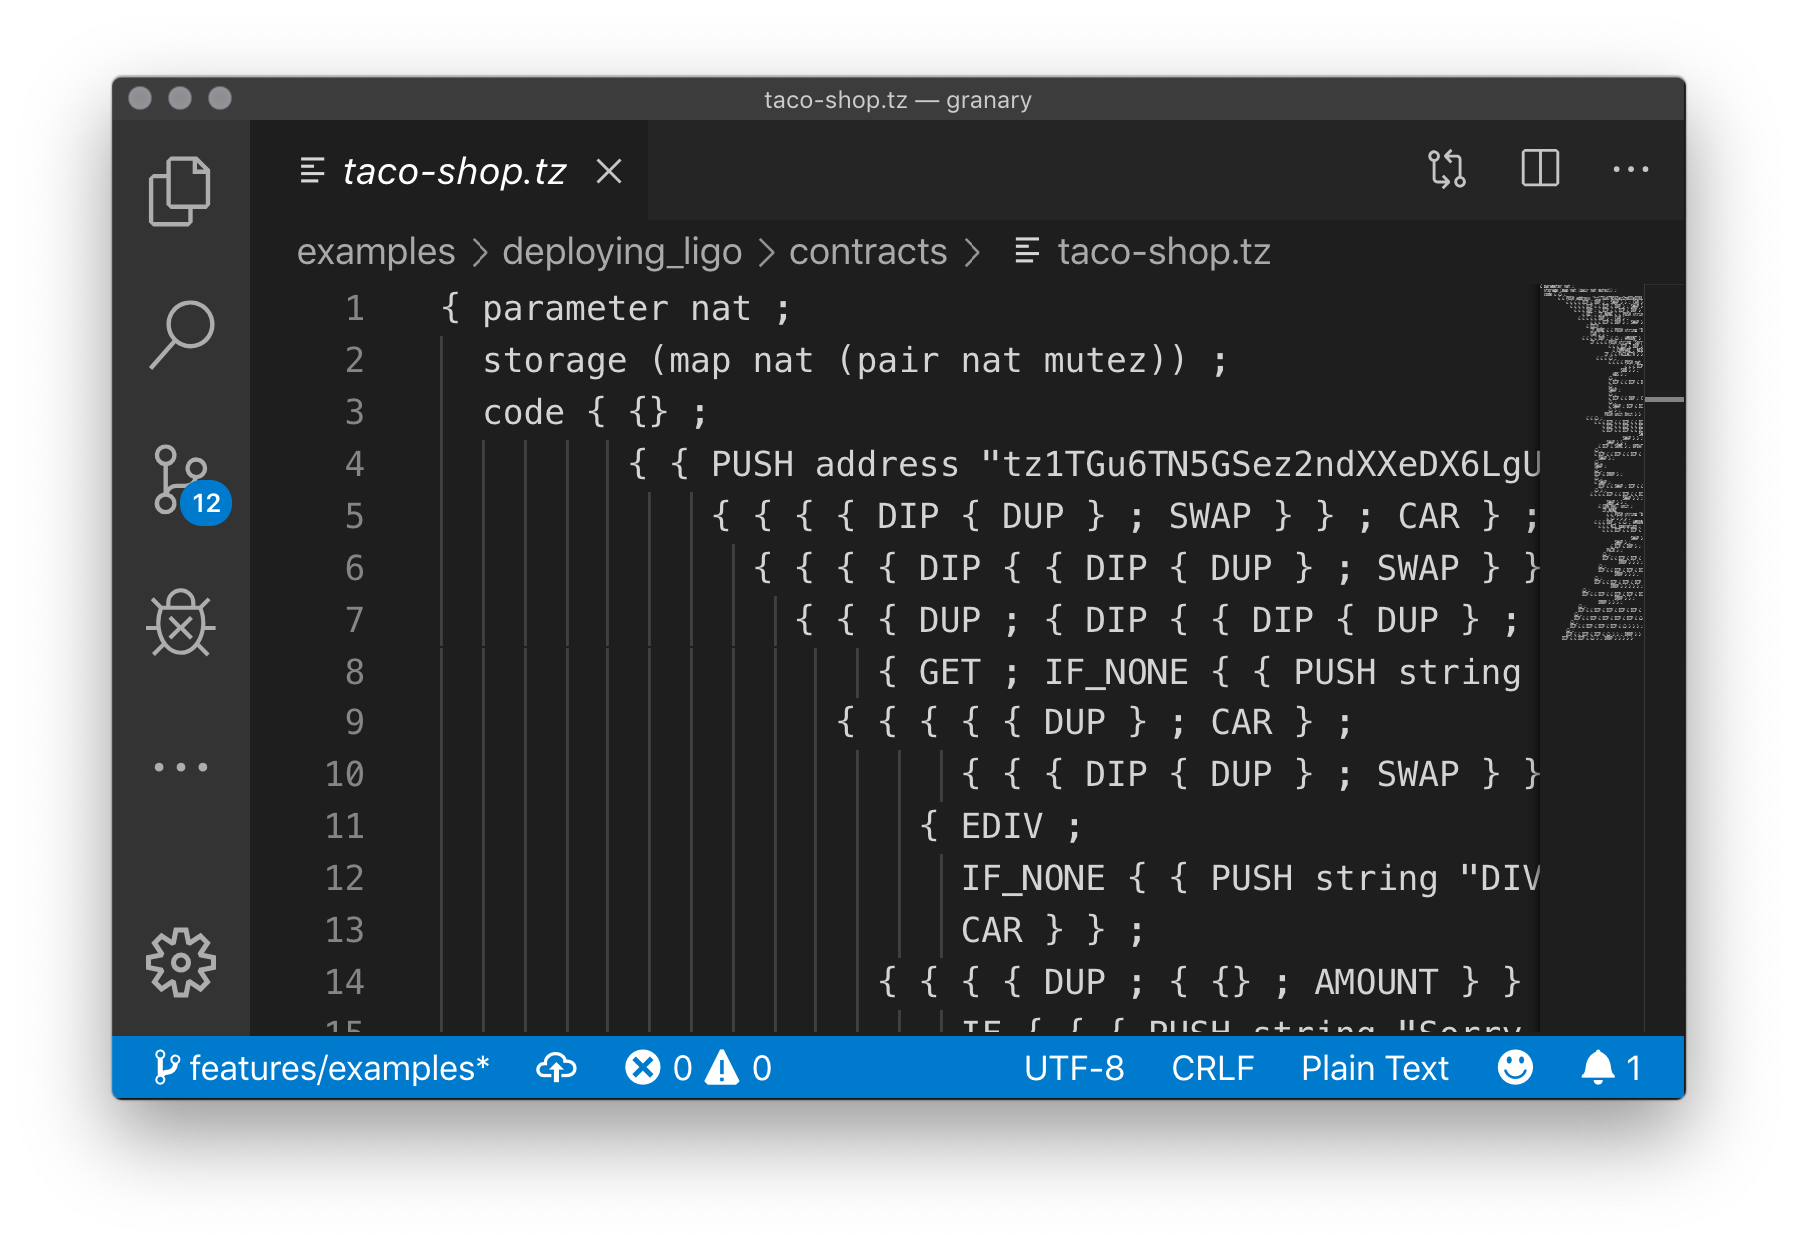 taco-shop.tz — granary
taco-shop.tz
examples > deploying_ligo > contracts > taco-shop.tz
1 { parameter nat ;
2 storage (map nat (pair nat mutez)) ;
3 code { {} ;
4 { { PUSH address "tz1TGu6TN5GSez2ndXXeDX6LgU
5 { { { { DIP { DUP } ; SWAP } } ; CAR } ;
6 { { { { DIP { { DIP { DUP } ; SWAP } }
7 { { { DUP ; { DIP { { DIP { DUP } ;
8 { GET ; IF_NONE { { PUSH string
9 { { { { { DUP } ; CAR } ;
10 { { { DIP { DUP } ; SWAP } }
11 { EDIV ;
12 IF_NONE { { PUSH string "DIV
13 CAR } } ;
14 { { { { DUP ; { {} ; AMOUNT } }
15 IF { { { PUSH string "Sorry
12
features/examples* 0 0 UTF-8 CRLF Plain Text 1